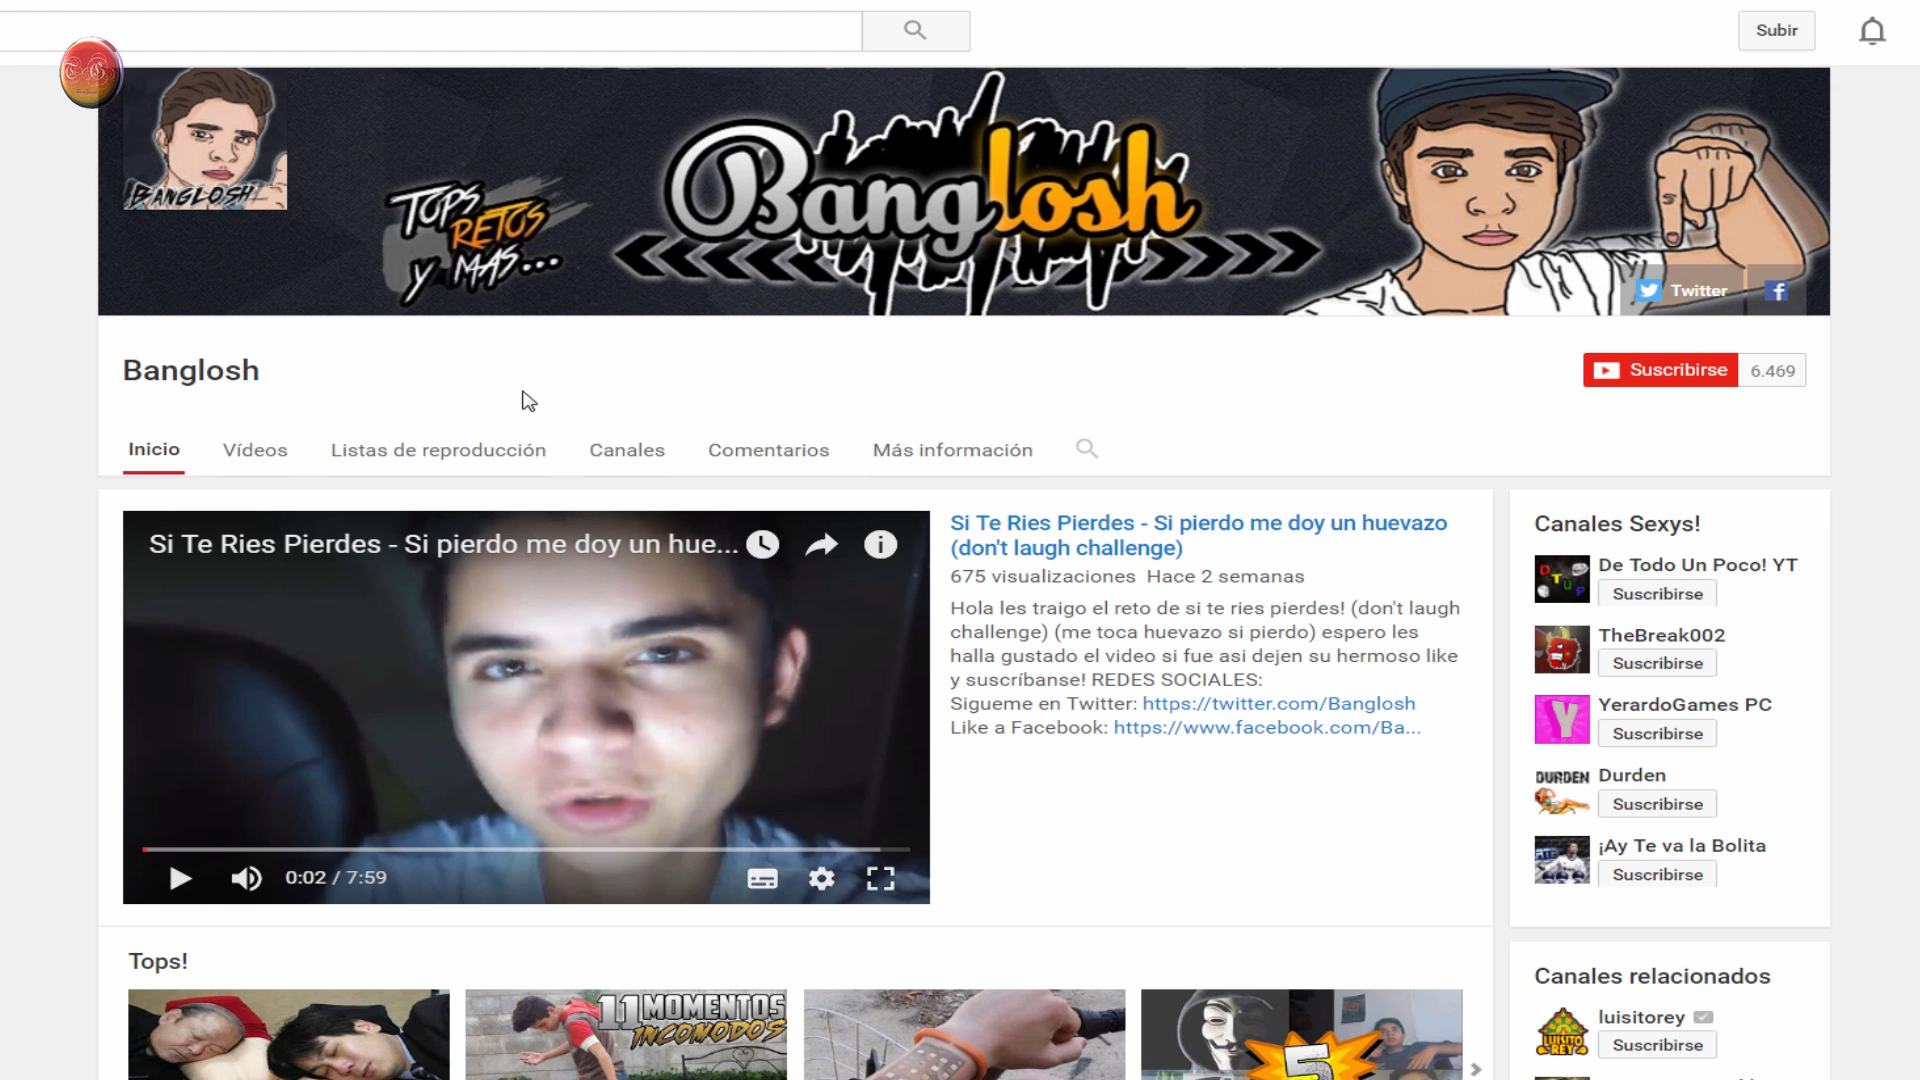 Subir
BANGLOSH
TOPS
RETOS
Y MAS...
Banglosh
Twitter
Banglosh
Suscribirse 6.469
Inicio Vídeos Listas de reproducción Canales Comentarios Más información
Si Te Ries Pierdes - Si pierdo me doy un hue...
0:02 / 7:59
Si Te Ries Pierdes - Si pierdo me doy un huevazo
(don't laugh challenge)
675 visualizaciones Hace 2 semanas
Hola les traigo el reto de si te ries pierdes! (don't laugh
challenge) (me toca huevazo si pierdo) espero les
halla gustado el video si fue asi dejen su hermoso like
y suscríbanse! REDES SOCIALES:
Sigueme en Twitter: https://twitter.com/Banglosh
Like a Facebook: https://www.facebook.com/Ba...
Canales Sexys!
DTUP
De Todo Un Poco! YT
Suscribirse
TheBreak002
Suscribirse
Y
YerardoGames PC
Suscribirse
DURDEN
Durden
Suscribirse
¡Ay Te va la Bolita
Suscribirse
Tops!
11 MOMENTOS
INCOMODOS
5
Canales relacionados
LUISITO
REY
luisitorey
Suscribirse